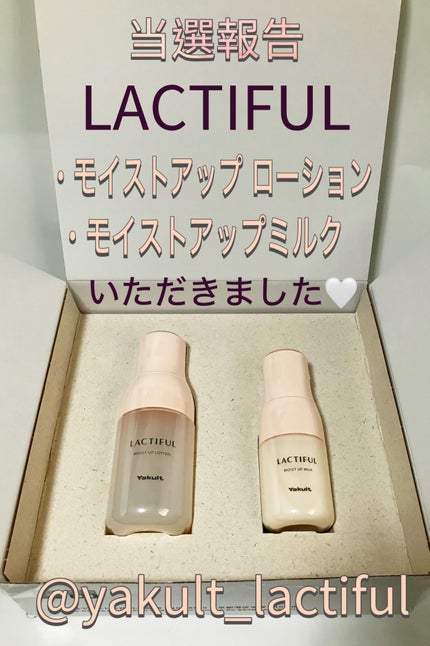 当選報告
LACTIFUL
・モイストアップ ローション
・モイストアップミルク
いただきました🤍
LACTIFUL
MOIST UP LOTION
Yakult
LACTIFUL
MOIST UP MILK
Yakult
@yakult_lactiful